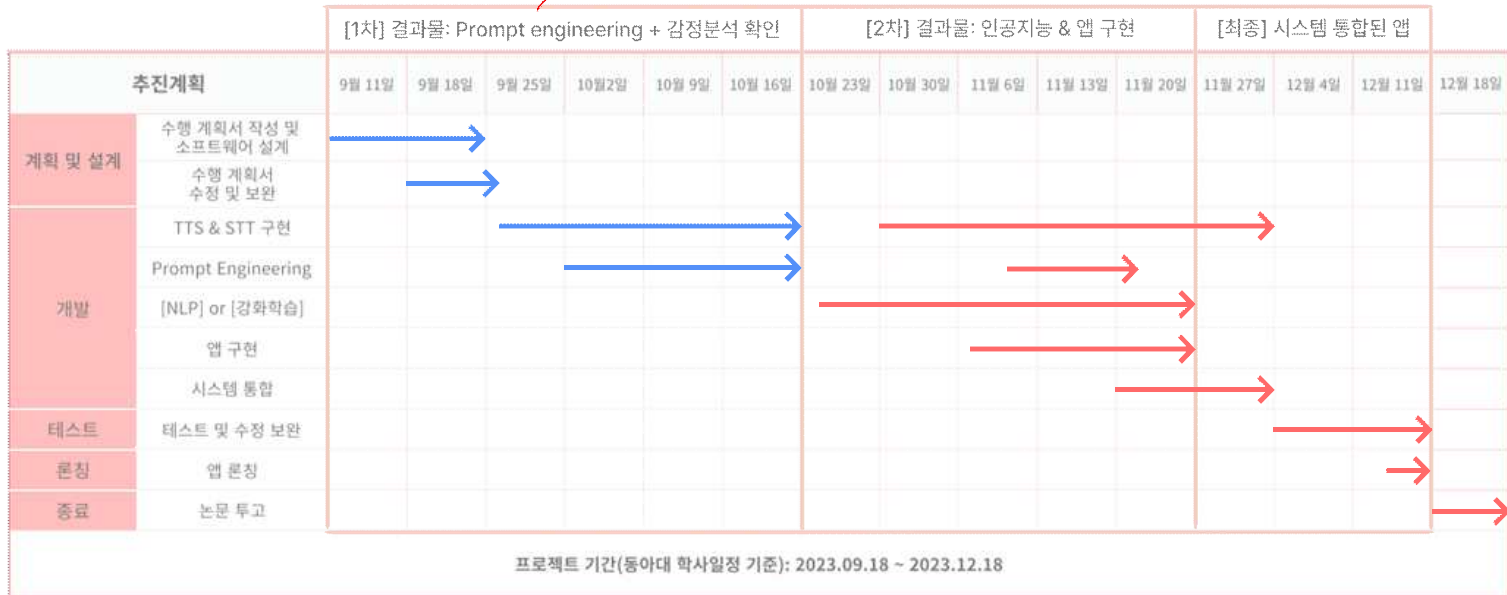 [1차] 결과물: Prompt engineering + 감정분석 확인
[2차] 결과물: 인공지능 & 앱 구현
[최종] 시스템 통합된 앱
추진계획
9월 11일
9월 18일
9월 25일
10월2일
10월 9일
10월 16일
10월 23일
10월 30일
11월 6일
11월 13일
11월 20일
11월 27일
12월 4일
12월 11일
12월 18일
계획 및 설계
수행 계획서 작성 및
소프트웨어 설계
수행 계획서
수정 및 보완
개발
TTS & STT 구현
Prompt Engineering
[NLP] or [강화학습]
앱 구현
시스템 통합
테스트
테스트 및 수정 보완
론칭
앱 론칭
종료
논문 투고
프로젝트 기간(동아대 학사일정 기준): 2023.09.18 ~ 2023.12.18